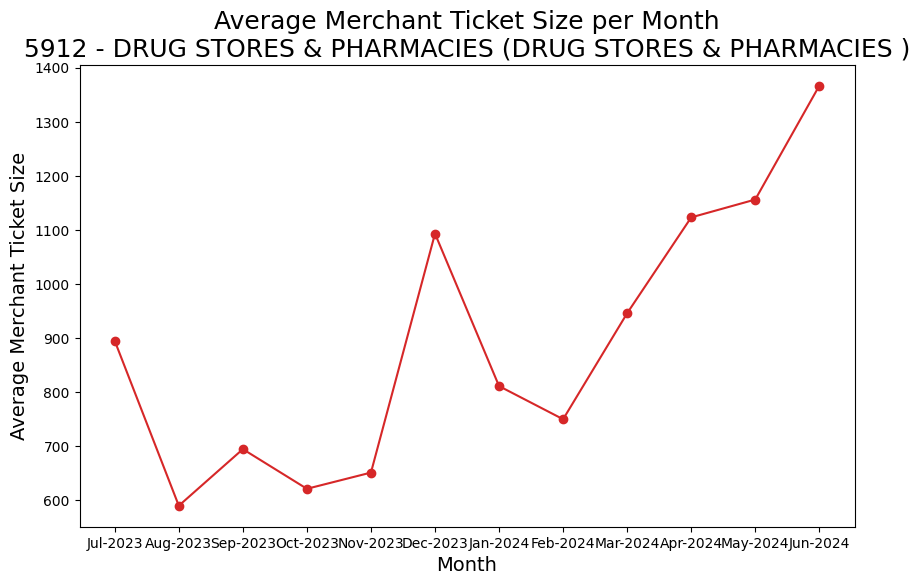 Average Merchant Ticket Size per Month
5912 - DRUG STORES & PHARMACIES (DRUG STORES & PHARMACIES )
1400
1300
1200
1100
1000
900
800
700
600
Average Merchant Ticket Size
Jul-2023 Aug-2023 Sep-2023 Oct-2023 Nov-2023 Dec-2023 Jan-2024 Feb-2024 Mar-2024 Apr-2024 May-2024 Jun-2024
Month